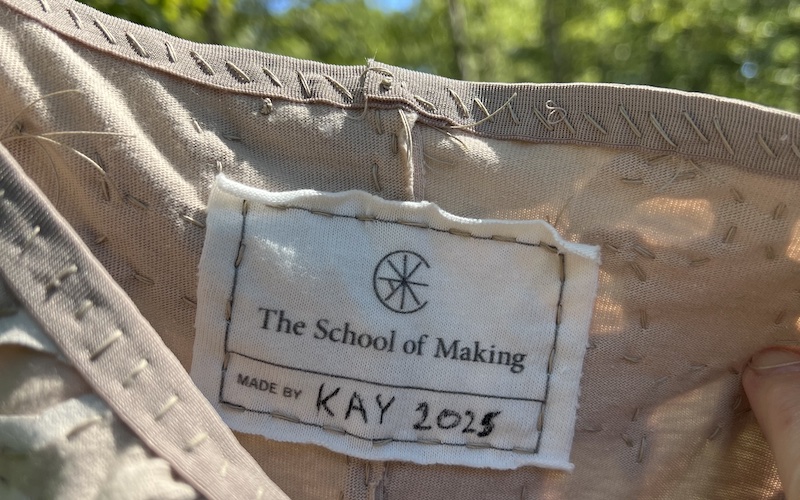 The School of Making
MADE BY KAY 2025